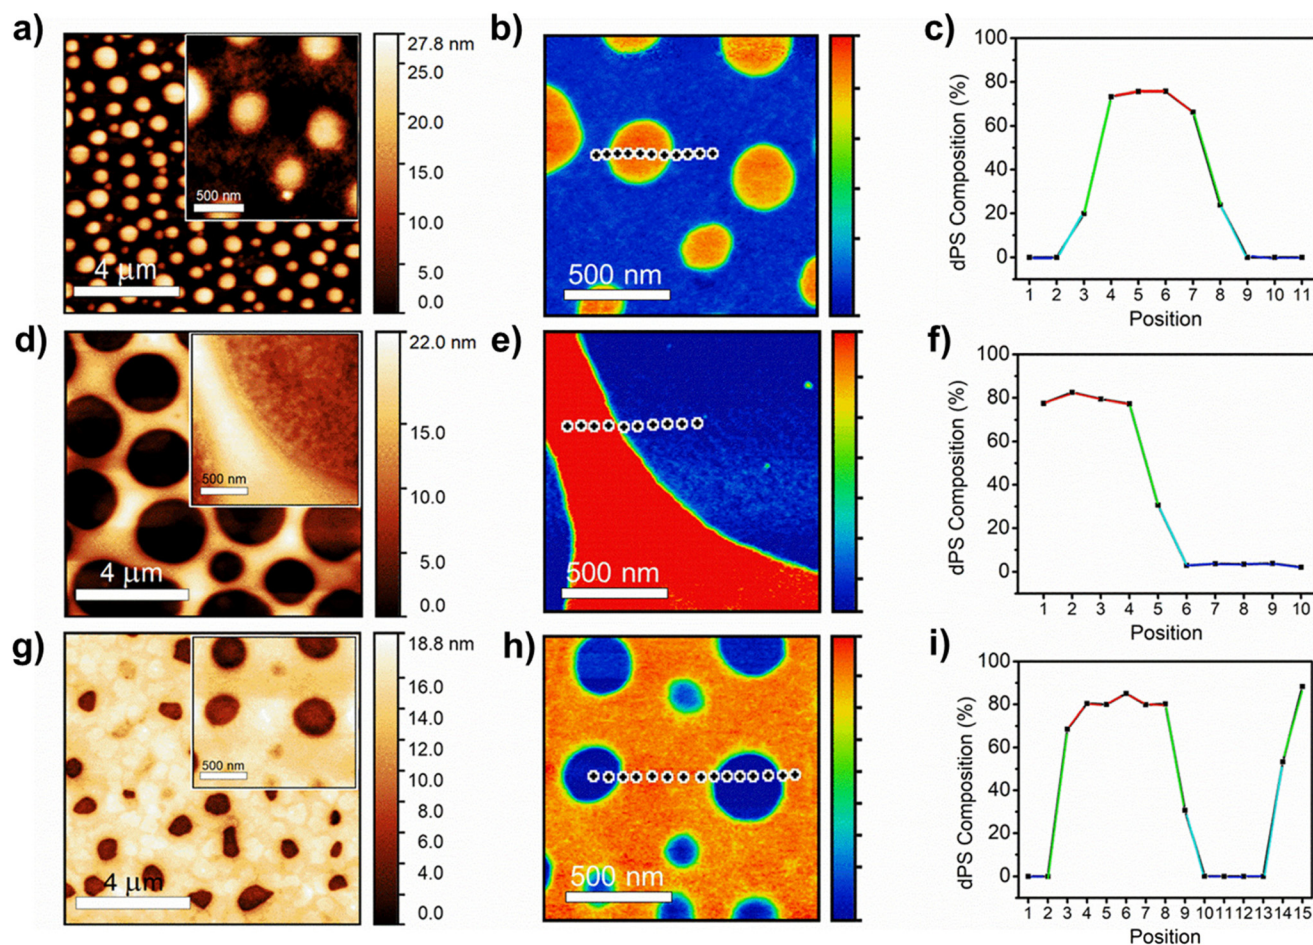 a)
27.8 nm
25.0
20.0
15.0
10.0
5.0
0.0
500 nm
4 μm
b)
500 nm
c)
dPS Composition (%)
100
80
60
40
20
0
1 2 3 4 5 6 7 8 9 10 11
Position
d)
22.0 nm
15.0
10.0
5.0
0.0
500 nm
4 μm
e)
500 nm
f)
dPS Composition (%)
100
80
60
40
20
0
1 2 3 4 5 6 7 8 9 10
Position
g)
18.8 nm
16.0
14.0
12.0
10.0
8.0
6.0
4.0
2.0
0.0
500 nm
4 μm
h)
500 nm
i)
dPS Composition (%)
100
80
60
40
20
0
1 2 3 4 5 6 7 8 9 10 11 12 13 14 15
Position